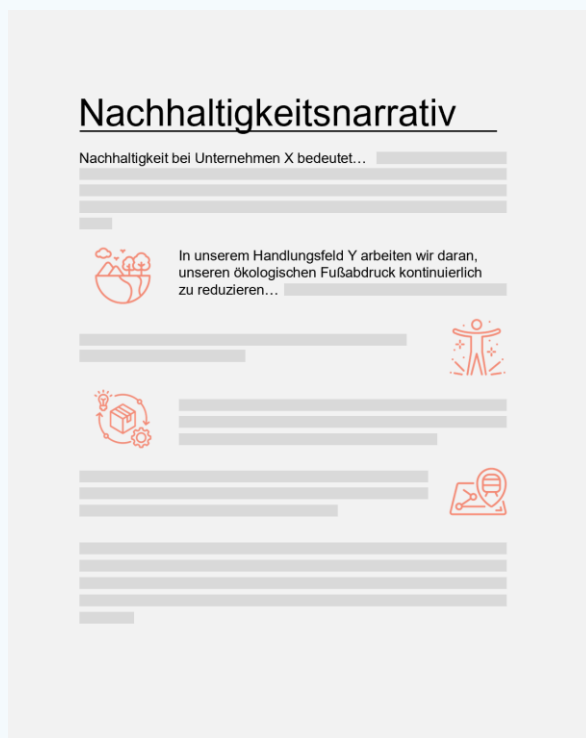 Nachhaltigkeitsnarrativ
Nachhaltigkeit bei Unternehmen X bedeutet…
In unserem Handlungsfeld Y arbeiten wir daran,
unseren ökologischen Fußabdruck kontinuierlich
zu reduzieren…